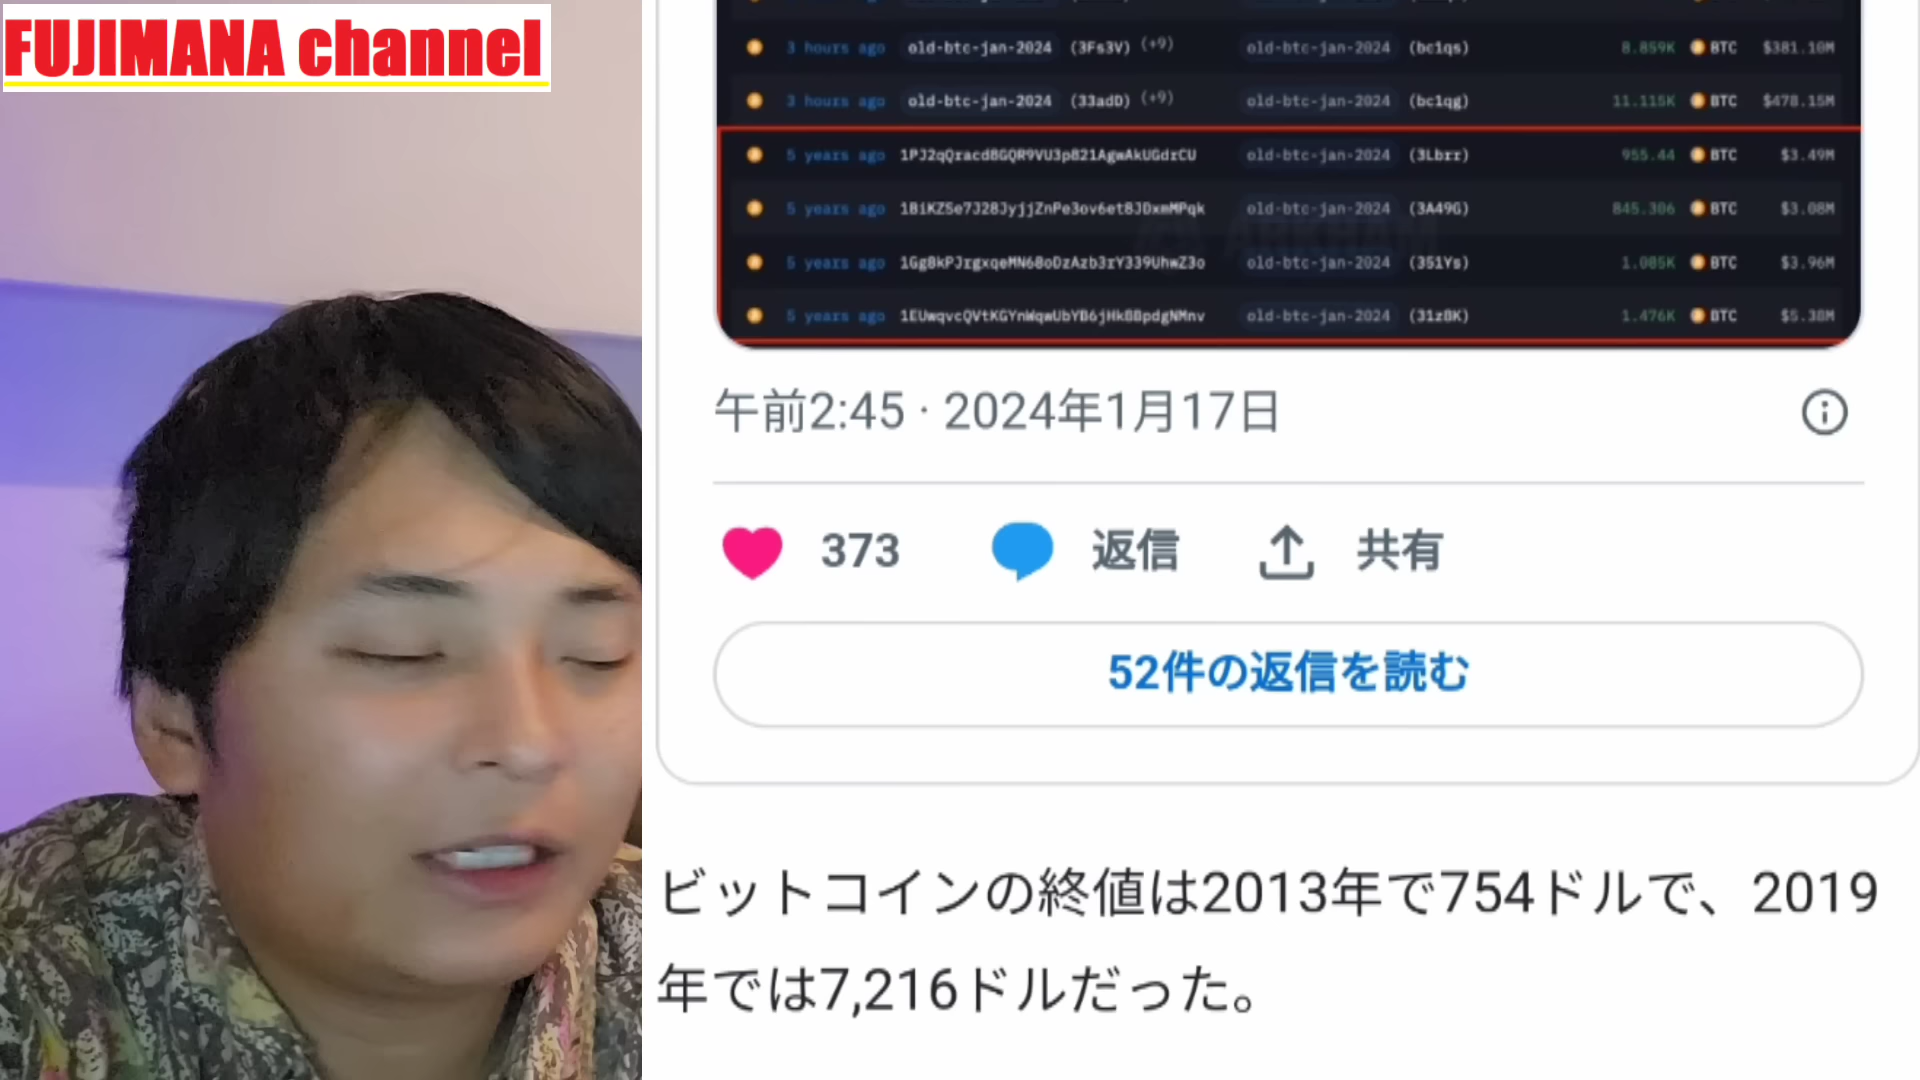 FUJIMANA channel
3 hours ago old-btc-jan-2024 (3Fs3V) (+9) old-btc-jan-2024 (bc1qs) 8.859K BTC $381.10M
3 hours ago old-btc-jan-2024 (33adD) (+9) old-btc-jan-2024 (bc1qg) 11.115K BTC $478.15M
5 years ago 1PJ2qQracd8GQR9VU3p821AgwAkUGdrCU old-btc-jan-2024 (3Lbrr) 955.44 BTC $3.49M
5 years ago 1BiKZSe7J28JyjjZnPe3ov6et8JDxmMPqk old-btc-jan-2024 (3A49G) 845.306 BTC $3.08M
5 years ago 1Gg8kPJrgxqeMN68oDzAzb3rY339UhwZ3o old-btc-jan-2024 (351Ys) 1.085K BTC $3.96M
5 years ago old-btc-jan-2024 (31z8K) 1.476K BTC $5.38M
午前2:45 · 2024年1月17日
373 返信 共有
52件の返信を読む
ビットコインの終値は2013年で754ドルで、2019
年では7,216ドルだった。